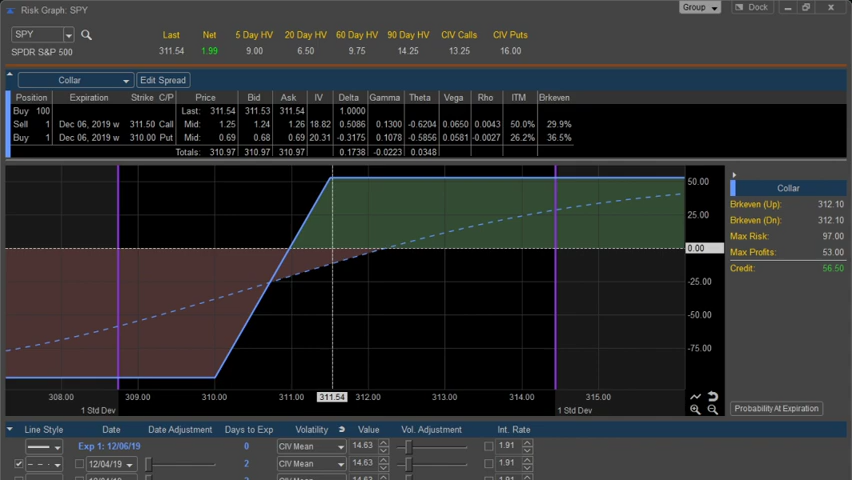 Risk Graph: SPY
Group
Dock
SPY
Last Net 5 Day HV 20 Day HV 60 Day HV 90 Day HV CIV Calls CIV Puts
SPDR S&P 500 311.54 1.99 9.00 6.50 9.75 14.25 13.25 16.00
Collar Edit Spread
Position Expiration Strike C/P Price Bid Ask IV Delta Gamma Theta Vega Rho ITM Brkeven
Buy 100 Last: 311.54 311.53 311.54 1.0000
Sell 1 Dec 06, 2019 w 311.50 Call Mid: 1.25 1.24 1.26 18.82 0.5086 0.1300 -0.6204 0.0650 0.0043 50.0% 29.9%
Buy 1 Dec 06, 2019 w 310.00 Put Mid: 0.69 0.68 0.69 20.31 -0.3175 0.1078 -0.5856 0.0581 -0.0027 26.2% 36.5%
Totals: 310.97 310.97 310.97 0.1738 -0.0223 0.0348
50.00
25.00
0.00
-25.00
-50.00
-75.00
308.00 309.00 310.00 311.00 311.54 312.00 313.00 314.00 315.00
1 Std Dev 1 Std Dev
Collar
Brkeven (Up): 312.10
Brkeven (Dn): 312.10
Max Risk: 97.00
Max Profits: 53.00
Credit: 56.50
Probability At Expiration
Line Style Date Date Adjustment Days to Exp Volatility Value Vol. Adjustment Int. Rate
Exp 1: 12/06/19 0 CIV Mean 14.63 1.91
12/04/19 2 CIV Mean 14.63 1.91